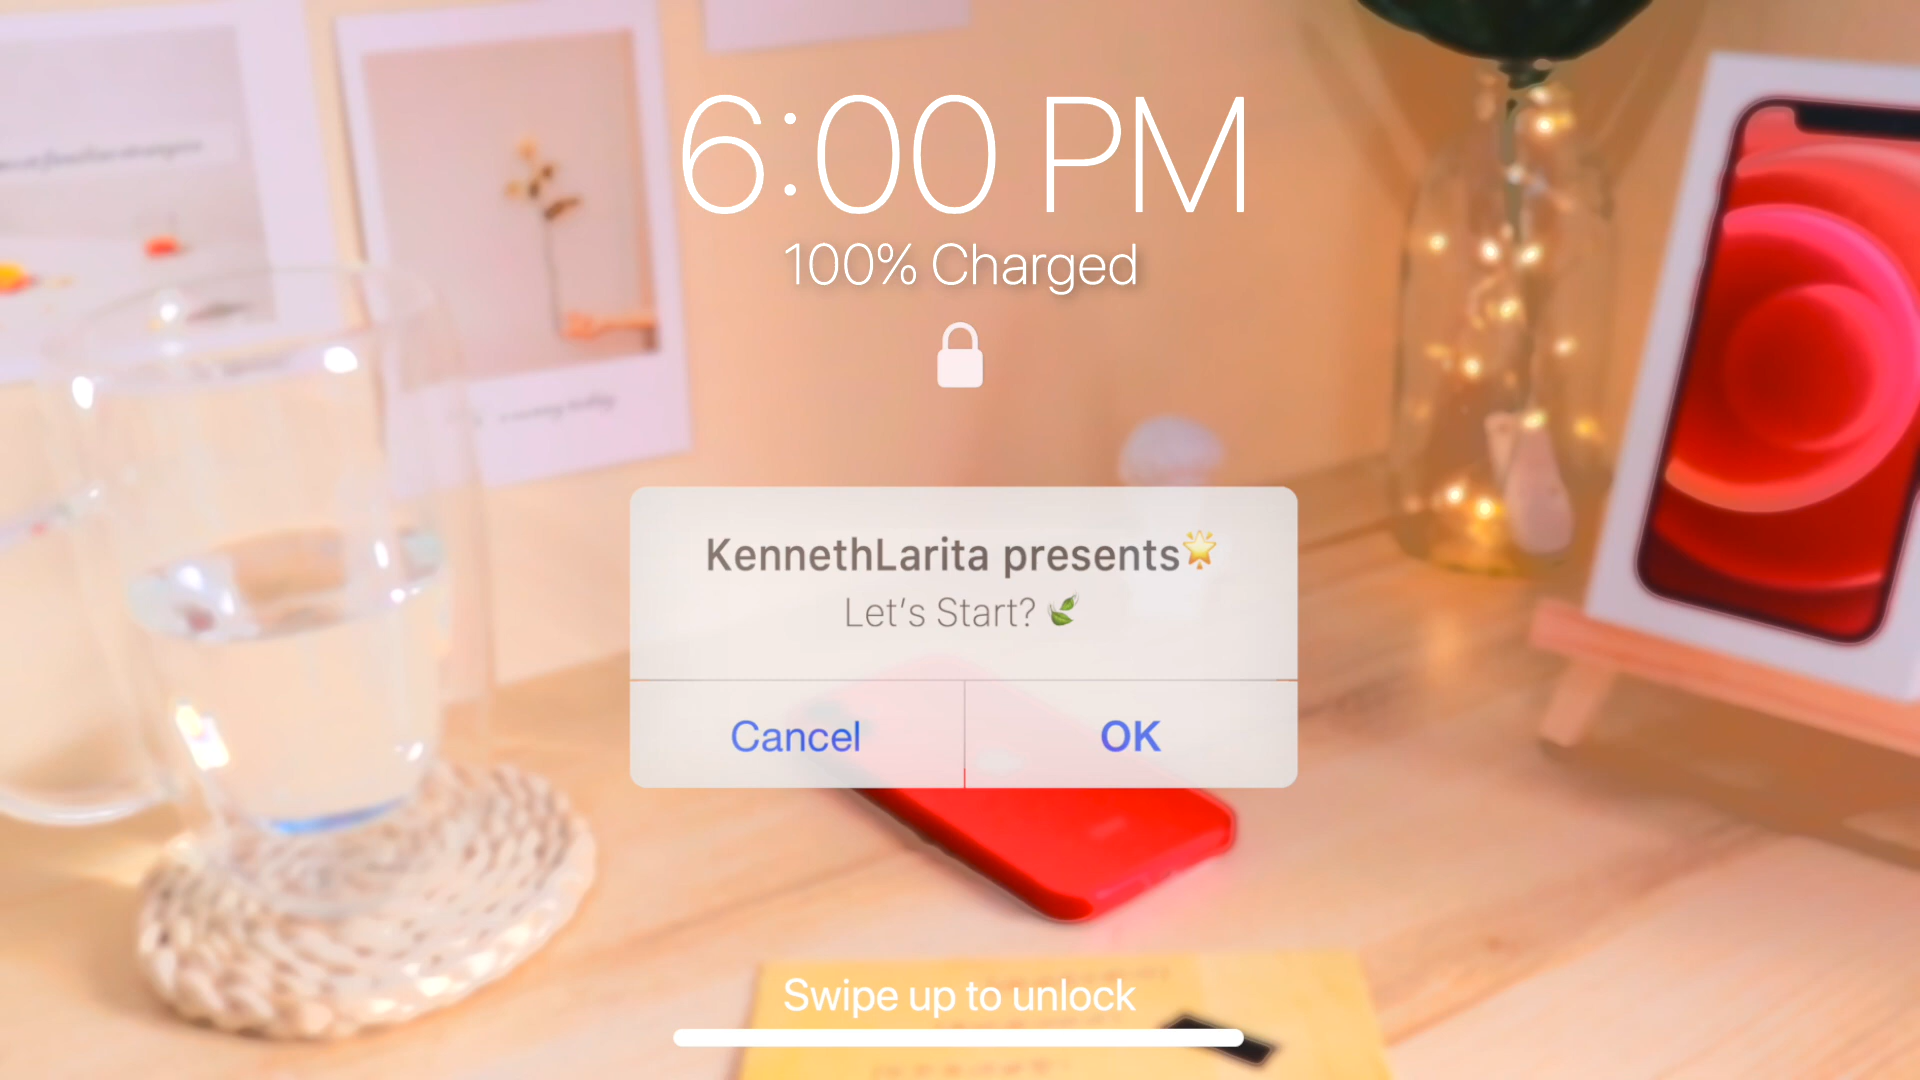 6:00 PM
100% Charged
KennethLarita presents🌟
Let's Start? 🌿
Cancel
OK
Swipe up to unlock